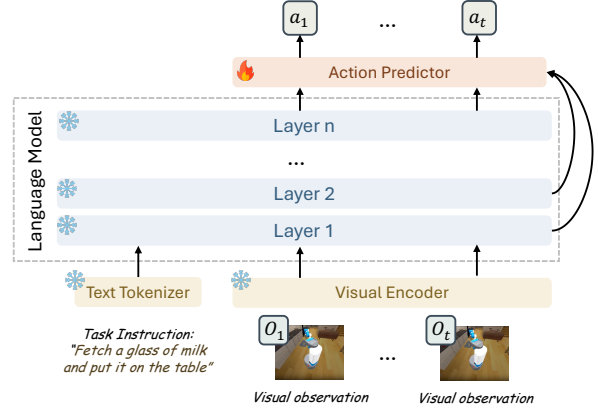 a₁ ... aₜ
Action Predictor
Language Model
Layer n
...
Layer 2
Layer 1
Text Tokenizer
Visual Encoder
Task Instruction:
"Fetch a glass of milk
and put it on the table"
O₁ ... Oₜ
Visual observation Visual observation